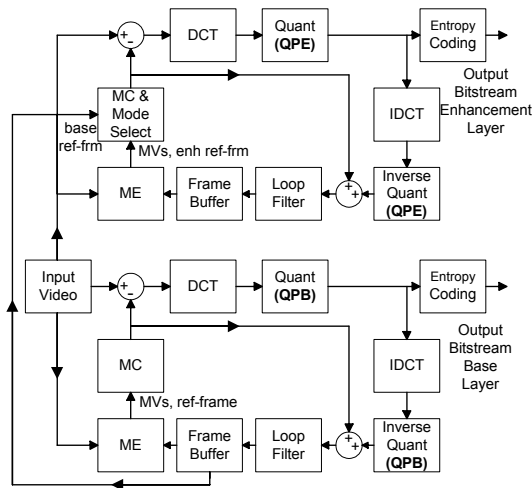 DCT
Quant
(QPE)
Entropy
Coding
-
Output
Bitstream
Enhancement
Layer
MC &
Mode
Select
IDCT
base
ref-frm
MVs, enh ref-frm
ME
Frame
Buffer
Loop
Filter
+
+
Inverse
Quant
(QPE)
Input
Video
-
DCT
Quant
(QPB)
Entropy
Coding
Output
Bitstream
Base
Layer
MC
IDCT
MVs, ref-frame
ME
Frame
Buffer
Loop
Filter
+
+
Inverse
Quant
(QPB)